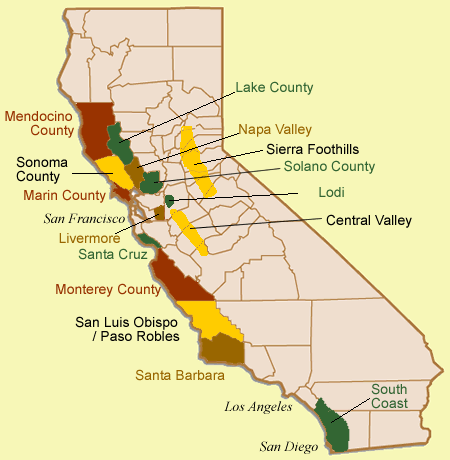 Lake County
Mendocino
County
Napa Valley
Sierra Foothills
Sonoma
County
Solano County
Marin County
Lodi
San Francisco
Central Valley
Livermore
Santa Cruz
Monterey County
San Luis Obispo
/ Paso Robles
Santa Barbara
South
Coast
Los Angeles
San Diego